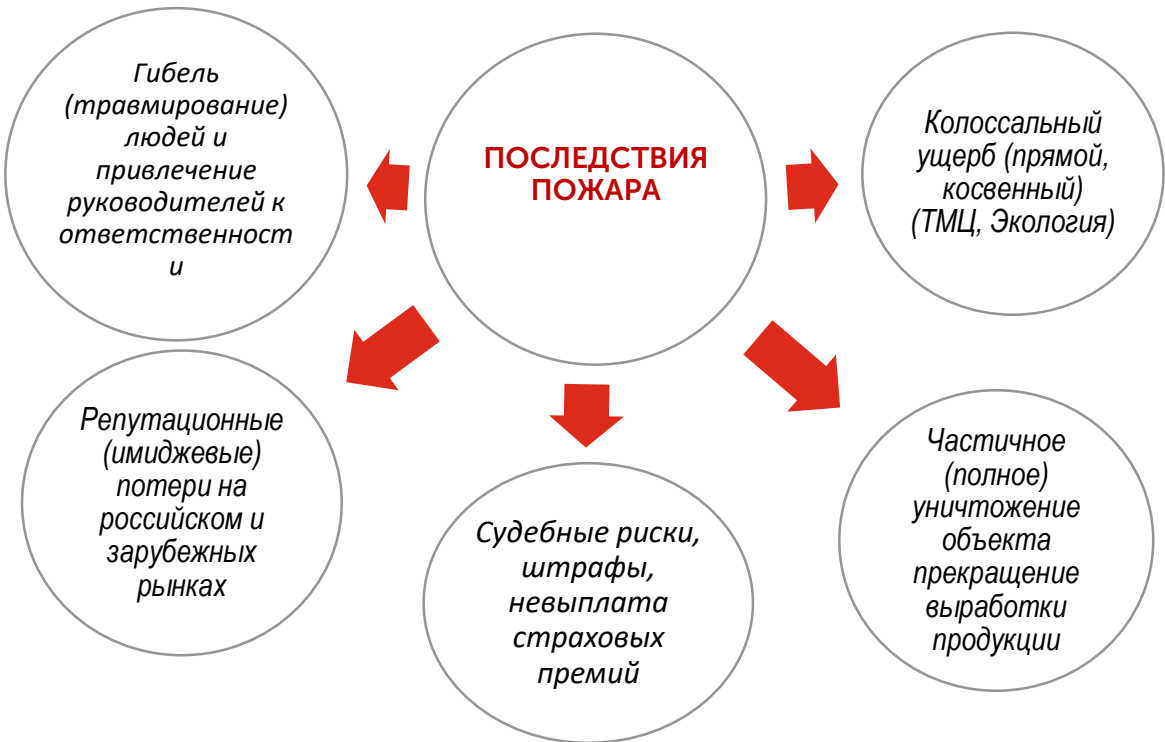 Гибель
(травмирование)
людей и
привлечение
руководителей к
ответственност
и
ПОСЛЕДСТВИЯ
ПОЖАРА
Колоссальный
ущерб (прямой,
косвенный)
(ТМЦ, Экология)
Репутационные
(имиджевые)
потери на
российском и
зарубежных
рынках
Судебные риски,
штрафы,
невыплата
страховых
премий
Частичное
(полное)
уничтожение
объекта
прекращение
выработки
продукции